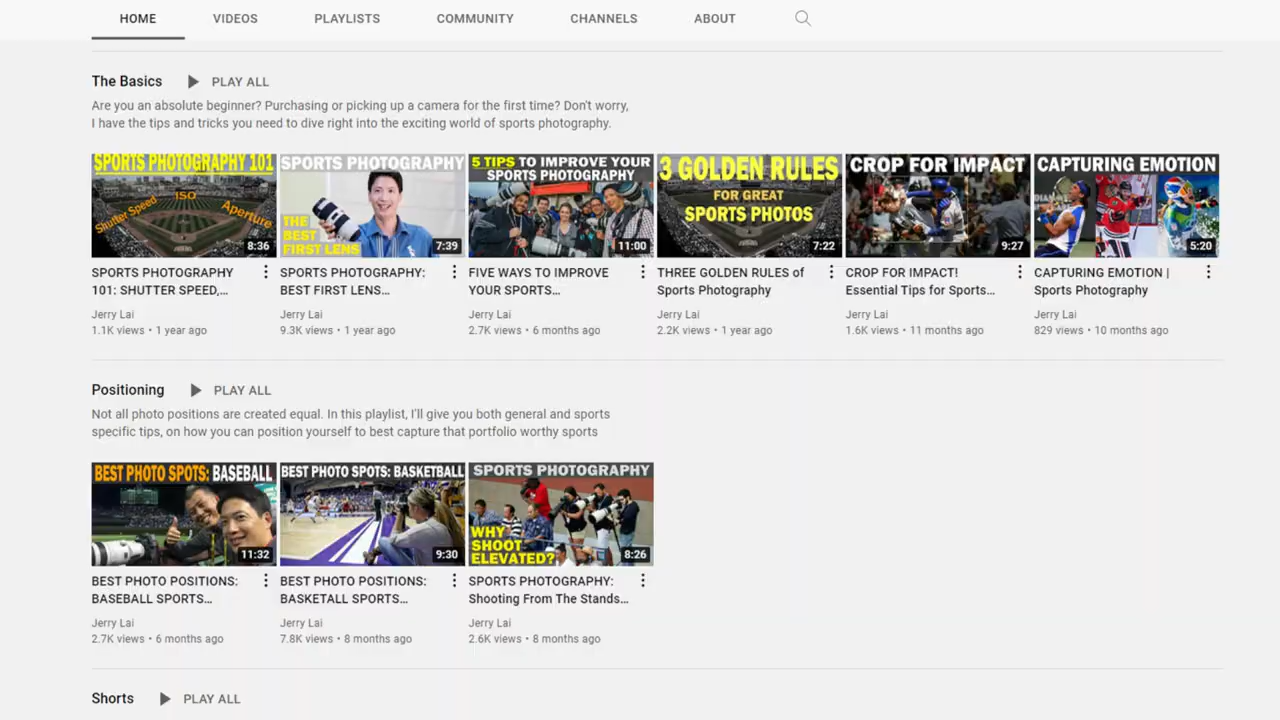 HOME VIDEOS PLAYLISTS COMMUNITY CHANNELS ABOUT
The Basics PLAY ALL
Are you an absolute beginner? Purchasing or picking up a camera for the first time? Don't worry,
I have the tips and tricks you need to dive right into the exciting world of sports photography.
SPORTS PHOTOGRAPHY 101
Shutter Speed
ISO
Aperture
8:36
SPORTS PHOTOGRAPHY
THE
BEST
FIRST LENS
7:39
5 TIPS TO IMPROVE YOUR
SPORTS PHOTOGRAPHY
11:00
3 GOLDEN RULES
FOR GREAT
SPORTS PHOTOS
7:22
CROP FOR IMPACT
9:27
CAPTURING EMOTION
5:20
SPORTS PHOTOGRAPHY
101: SHUTTER SPEED,...
Jerry Lai
1.1K views • 1 year ago
SPORTS PHOTOGRAPHY:
BEST FIRST LENS...
Jerry Lai
9.3K views • 1 year ago
FIVE WAYS TO IMPROVE
YOUR SPORTS...
Jerry Lai
2.7K views • 6 months ago
THREE GOLDEN RULES of
Sports Photography
Jerry Lai
2.2K views • 1 year ago
CROP FOR IMPACT!
Essential Tips for Sports...
Jerry Lai
1.6K views • 11 months ago
CAPTURING EMOTION |
Sports Photography
Jerry Lai
829 views • 10 months ago
Positioning PLAY ALL
Not all photo positions are created equal. In this playlist, I'll give you both general and sports
specific tips, on how you can position yourself to best capture that portfolio worthy sports
BEST PHOTO SPOTS: BASEBALL
11:32
BEST PHOTO SPOTS: BASKETBALL
9:30
SPORTS PHOTOGRAPHY
WHY
SHOOT
ELEVATED?
8:26
BEST PHOTO POSITIONS:
BASEBALL SPORTS...
Jerry Lai
2.7K views • 6 months ago
BEST PHOTO POSITIONS:
BASKETALL SPORTS...
Jerry Lai
7.8K views • 8 months ago
SPORTS PHOTOGRAPHY:
Shooting From The Stands...
Jerry Lai
2.6K views • 8 months ago
Shorts PLAY ALL